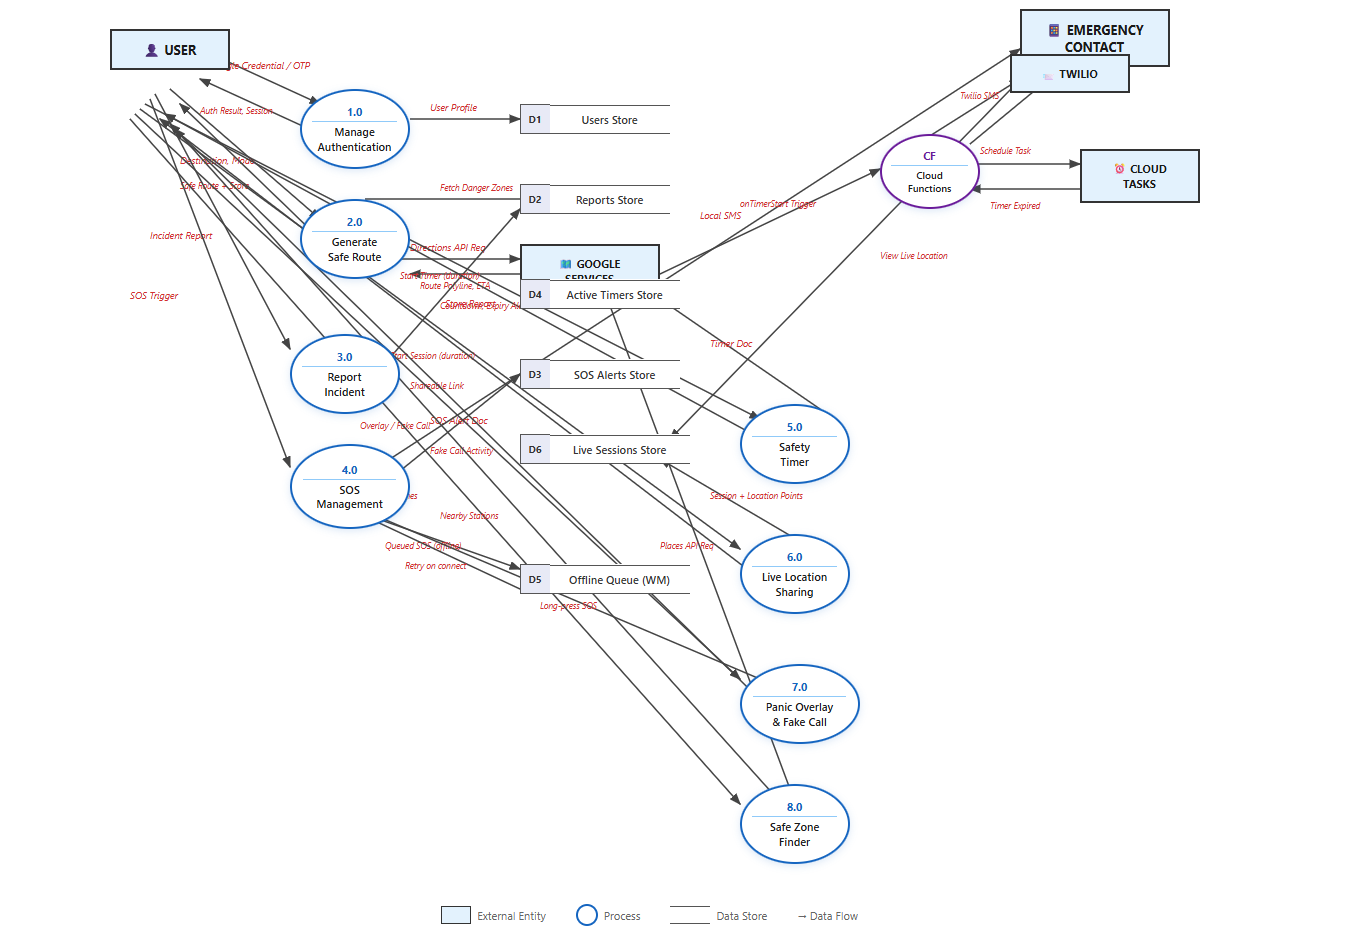 USER
EMERGENCY
CONTACT
TWILIO
Credential / OTP
Twilio SMS
User Profile
Auth Result, Session
1.0
Manage
Authentication
D1
Users Store
CF
Cloud
Functions
Schedule Task
CLOUD
TASKS
Destination, Mode
Safe Route + Score
Fetch Danger Zones
D2
Reports Store
onTimerStart Trigger
Timer Expired
Local SMS
2.0
Generate
Safe Route
Incident Report
Directions API Req
GOOGLE
SERVICES
View Live Location
Start Timer (duration)
Route Polyline, ETA
SOS Trigger
Store Report
D4
Active Timers Store
Timer Doc
3.0
Report
Incident
Start Session (duration)
Shareable Link
D3
SOS Alerts Store
Overlay / Fake Call
SOS Alert Doc
5.0
Safety
Timer
Fake Call Activity
D6
Live Sessions Store
4.0
SOS
Management
Session + Location Points
Nearby Stations
Queued SOS (offline)
Retry on connect
Places API Req
6.0
Live Location
Sharing
D5
Offline Queue (WM)
Long-press SOS
7.0
Panic Overlay
& Fake Call
8.0
Safe Zone
Finder
External Entity
Process
Data Store
→ Data Flow